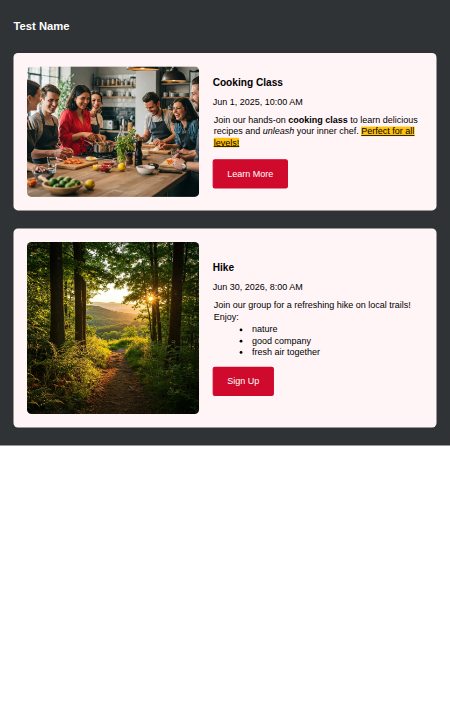 Test Name
Cooking Class
Jun 1, 2025, 10:00 AM
Join our hands-on cooking class to learn delicious
recipes and unleash your inner chef. Perfect for all
levels!
Learn More
Hike
Jun 30, 2026, 8:00 AM
Join our group for a refreshing hike on local trails!
Enjoy:
• nature
• good company
• fresh air together
Sign Up